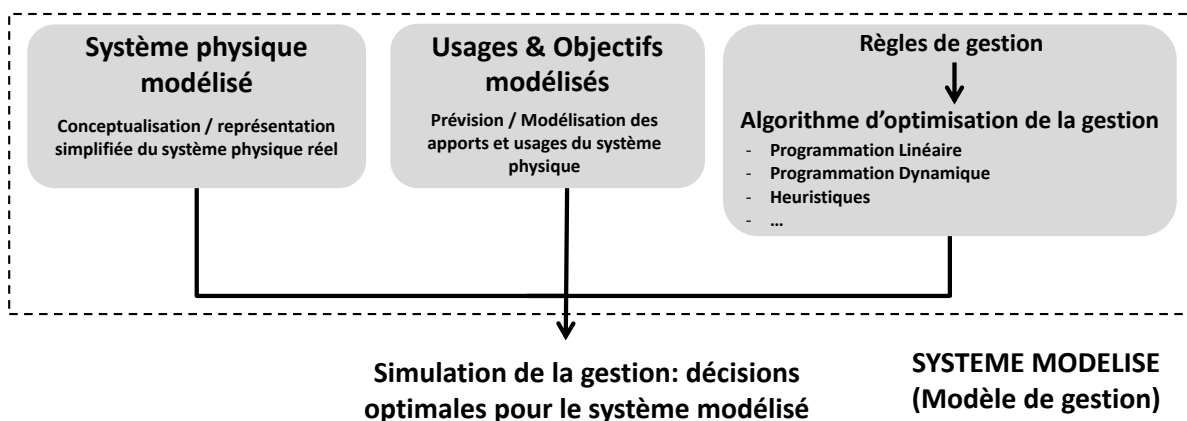 Système physique
modélisé
Conceptualisation / représentation
simplifiée du système physique réel
Usages & Objectifs
modélisés
Prévision / Modélisation des
apports et usages du système
physique
Règles de gestion
Algorithme d’optimisation de la gestion
- Programmation Linéaire
- Programmation Dynamique
- Heuristiques
- …
Simulation de la gestion: décisions
optimales pour le système modélisé
SYSTEME MODELISE
(Modèle de gestion)